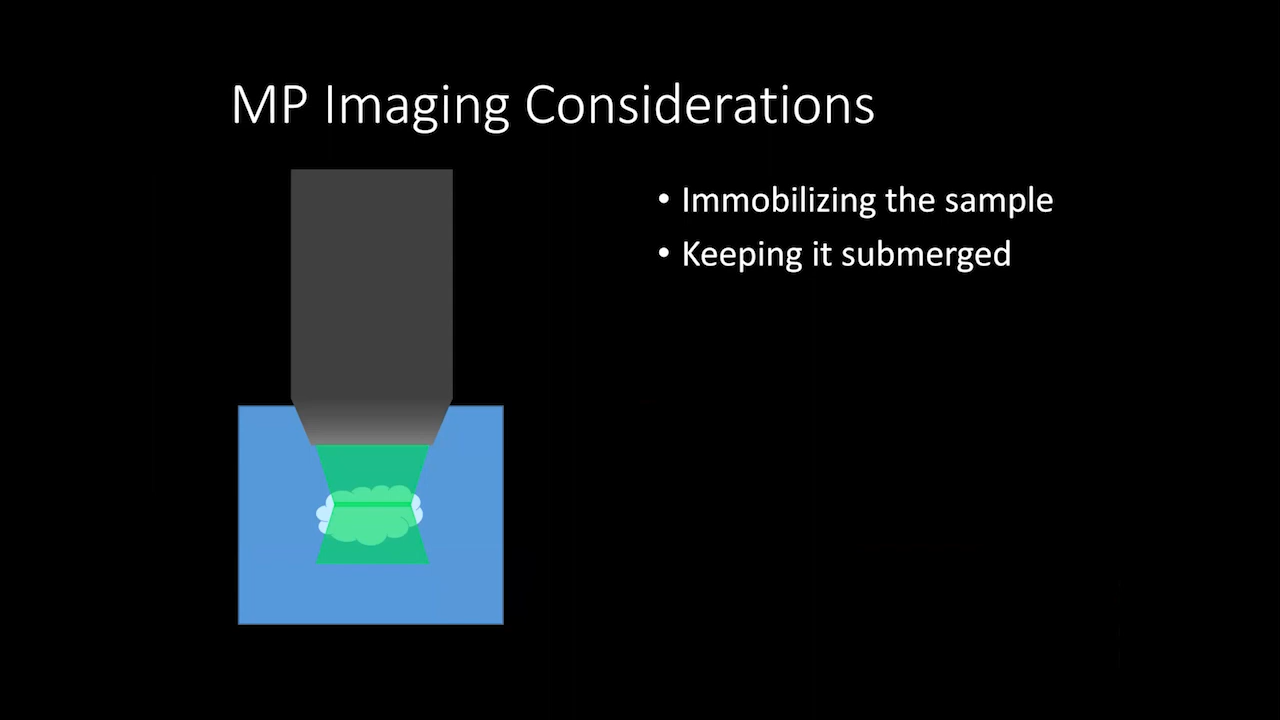 MP Imaging Considerations
• Immobilizing the sample
• Keeping it submerged